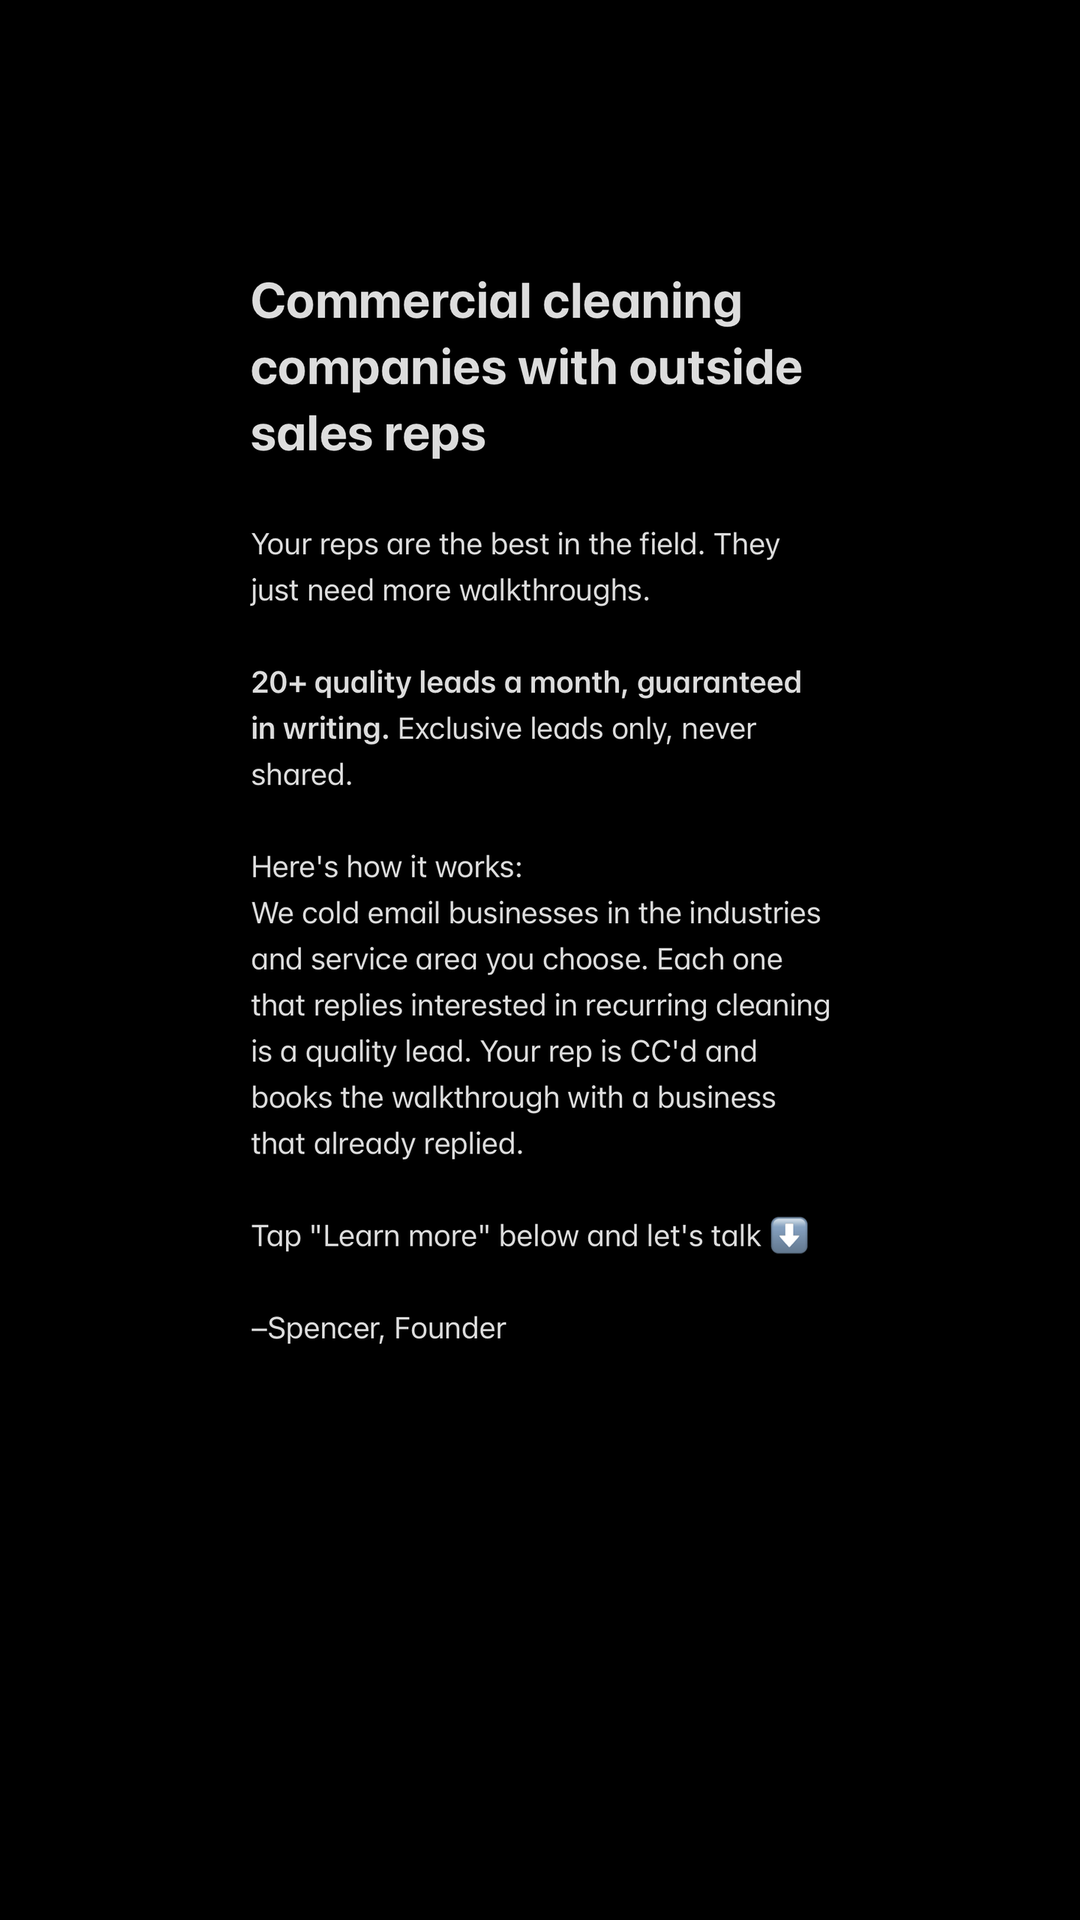 Commercial cleaning
companies with outside
sales reps
Your reps are the best in the field. They
just need more walkthroughs.
20+ quality leads a month, guaranteed
in writing. Exclusive leads only, never
shared.
Here's how it works:
We cold email businesses in the industries
and service area you choose. Each one
that replies interested in recurring cleaning
is a quality lead. Your rep is CC'd and
books the walkthrough with a business
that already replied.
Tap "Learn more" below and let's talk ⬇️
–Spencer, Founder